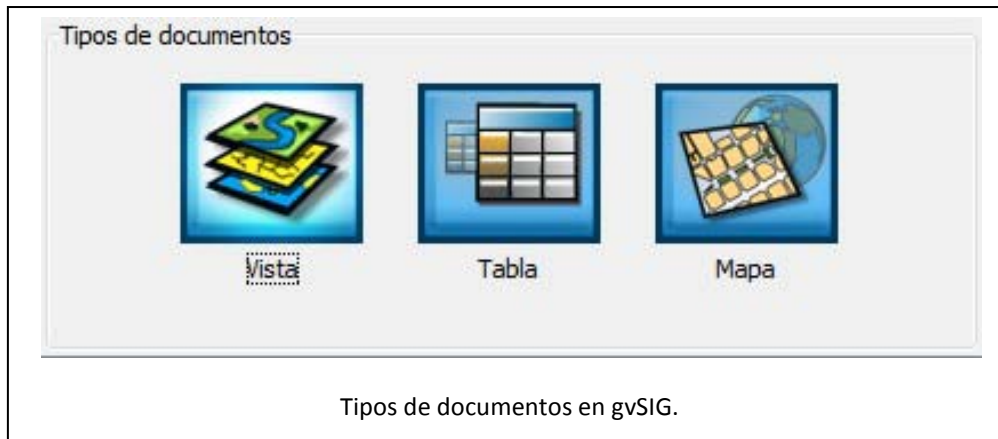 Tipos de documentos
Vista Tabla Mapa
Tipos de documentos en gvSIG.